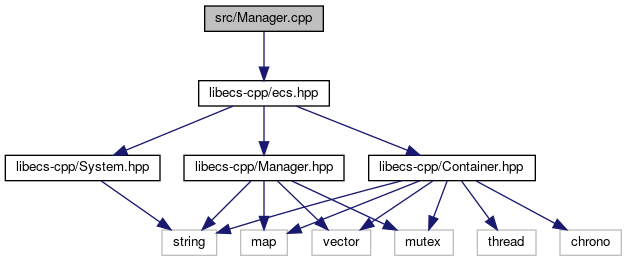 src/Manager.cpp
libecs-cpp/ecs.hpp
libecs-cpp/System.hpp
libecs-cpp/Manager.hpp
libecs-cpp/Container.hpp
string
map
vector
mutex
thread
chrono